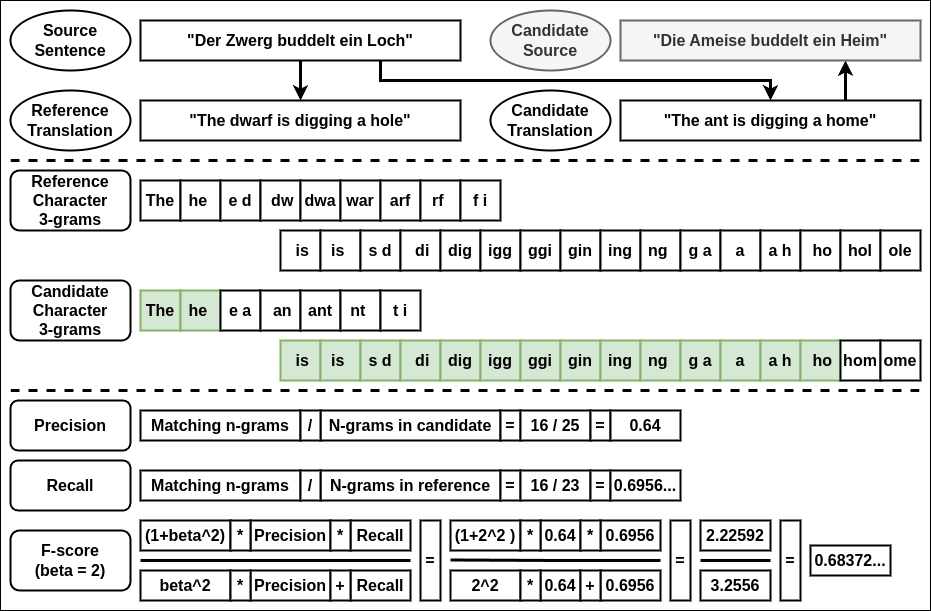 Source
Sentence
"Der Zwerg buddelt ein Loch"
Candidate
Source
"Die Ameise buddelt ein Heim"
Reference
Translation
"The dwarf is digging a hole"
Candidate
Translation
"The ant is digging a home"
Reference
Character
3-grams
The he e d dw dwa war arf rf f i
is is s d di dig igg ggi gin ing ng g a a a h ho hol ole
Candidate
Character
3-grams
The he e a an ant nt t i
is is s d di dig igg ggi gin ing ng g a a a h ho hom ome
Precision
Matching n-grams / N-grams in candidate = 16 / 25 = 0.64
Recall
Matching n-grams / N-grams in reference = 16 / 23 = 0.6956...
F-score
(beta = 2)
(1+beta^2) * Precision * Recall
beta^2 * Precision + Recall
=
(1+2^2 ) * 0.64 * 0.6956
2^2 * 0.64 + 0.6956
=
2.22592
3.2556
=
0.68372...